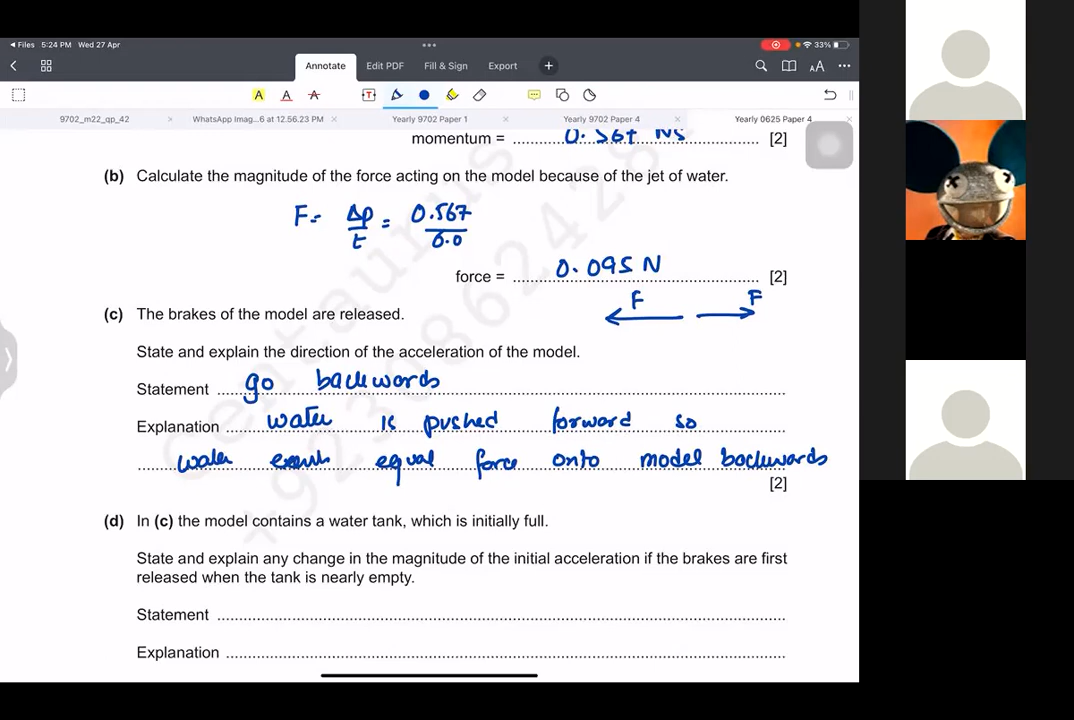 Files 5:24 PM Wed 27 Apr 33%
Annotate Edit PDF Fill & Sign Export
9702_m22_qp_42 WhatsApp Imag...6 at 12.56.23 PM Yearly 9702 Paper 1 Yearly 9702 Paper 4 Yearly 0625 Paper 4
momentum = 0.567 Ns [2]
(b) Calculate the magnitude of the force acting on the model because of the jet of water.
F = Δp/t = 0.567/6.0
force = 0.095 N [2]
F F
(c) The brakes of the model are released.
State and explain the direction of the acceleration of the model.
Statement go backwards
Explanation water is pushed forward so
water exerts equal force onto model backwards
[2]
(d) In (c) the model contains a water tank, which is initially full.
State and explain any change in the magnitude of the initial acceleration if the brakes are first
released when the tank is nearly empty.
Statement
Explanation